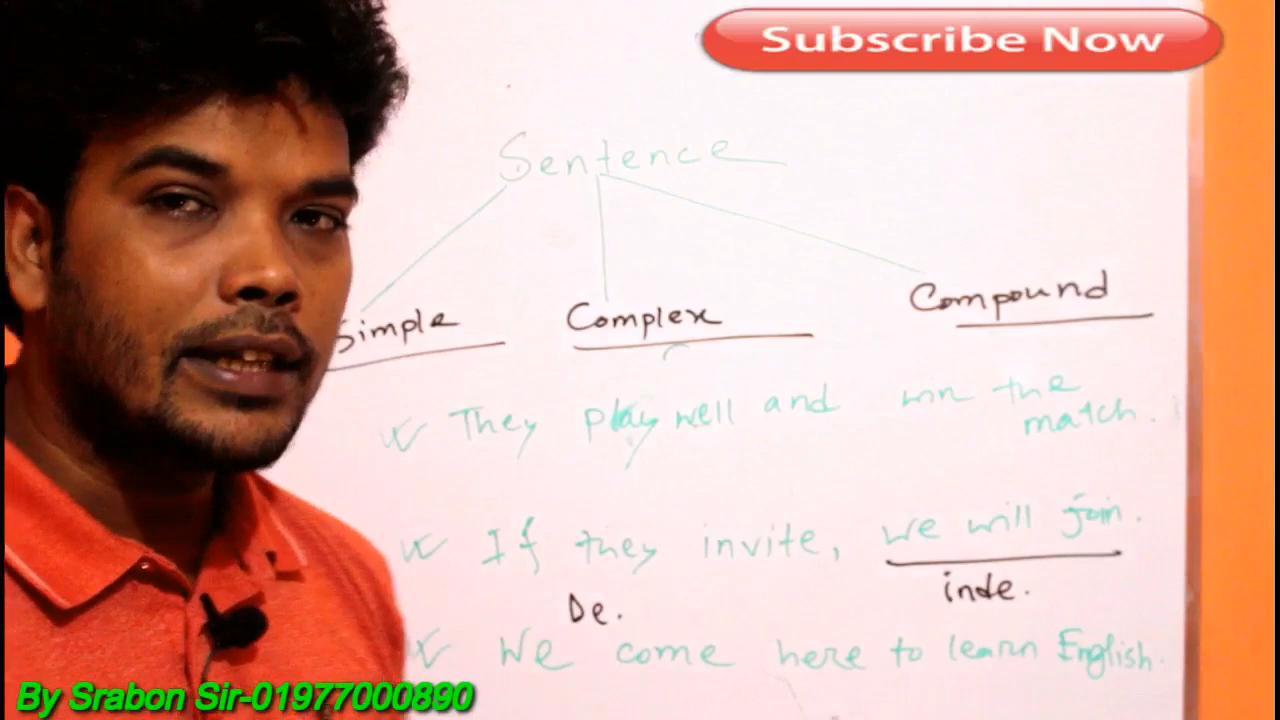 Subscribe Now
Sentence
Simple Complex Compound
They play well and win the
match.
If they invite, we will join.
De. inde.
We come here to learn English.
By Srabon Sir-01977000890